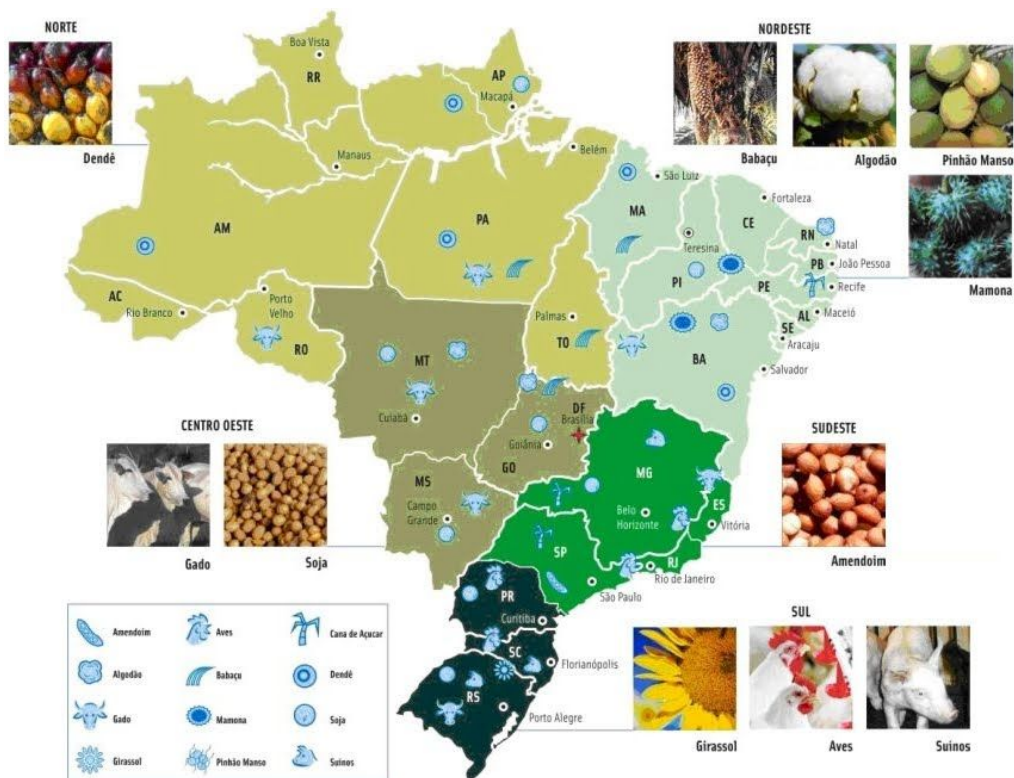 NORTE
Dendê
NORDESTE
Babaçu
Algodão
Pinhão Manso
Mamona
Boa Vista
RR
AP
Macapá
Manaus
Belém
São Luiz
Fortaleza
AM
PA
MA
CE
RN
Natal
Teresina
PB
João Pessoa
PI
PE
Recife
AC
Rio Branco
Porto
Velho
RO
Palmas
TO
AL
Maceió
SE
Aracaju
BA
Salvador
MT
Cuiabá
DF
Brasília
Goiânia
GO
CENTRO OESTE
Gado
Soja
MS
Campo
Grande
MG
Belo
Horizonte
ES
Vitória
SUDESTE
Amendoim
SP
RJ
Rio de Janeiro
São Paulo
PR
Curitiba
SC
Florianópolis
RS
Porto Alegre
SUL
Girassol
Aves
Suinos
Amendoim
Aves
Cana de Açucar
Algodão
Babaçu
Dendê
Gado
Mamona
Soja
Girassol
Pinhão Manso
Suinos